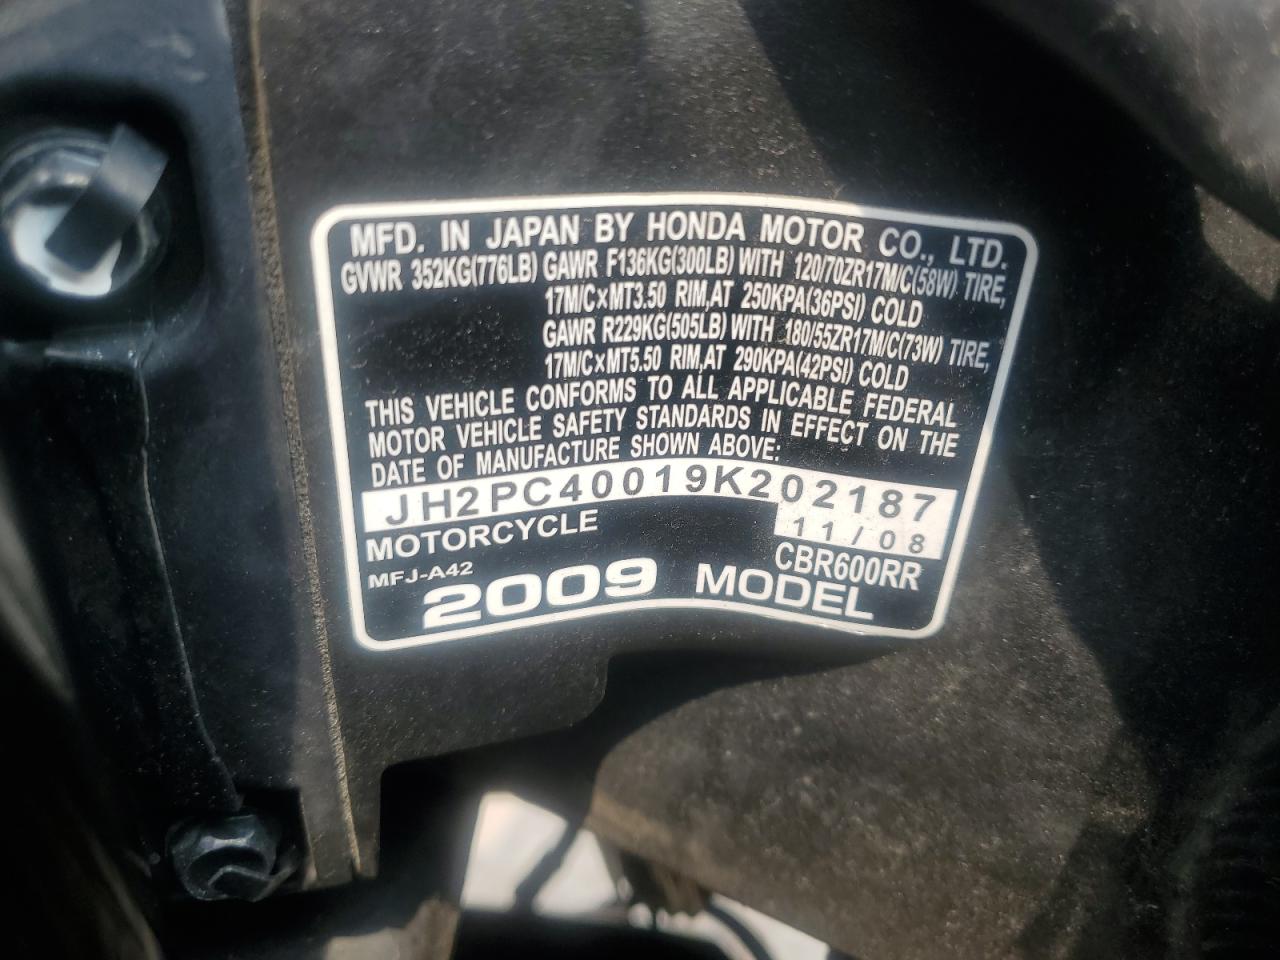 MFD. IN JAPAN BY HONDA MOTOR CO., LTD.
GVWR 352KG(776LB) GAWR F136KG(300LB) WITH 120/70ZR17M/C(58W) TIRE,
17M/C×MT3.50 RIM,AT 250KPA(36PSI) COLD
GAWR R229KG(505LB) WITH 180/55ZR17M/C(73W) TIRE,
17M/C×MT5.50 RIM,AT 290KPA(42PSI) COLD
THIS VEHICLE CONFORMS TO ALL APPLICABLE FEDERAL
MOTOR VEHICLE SAFETY STANDARDS IN EFFECT ON THE
DATE OF MANUFACTURE SHOWN ABOVE:
JH2PC40019K202187
MOTORCYCLE 11/08
MFJ-A42 CBR600RR
2009 MODEL